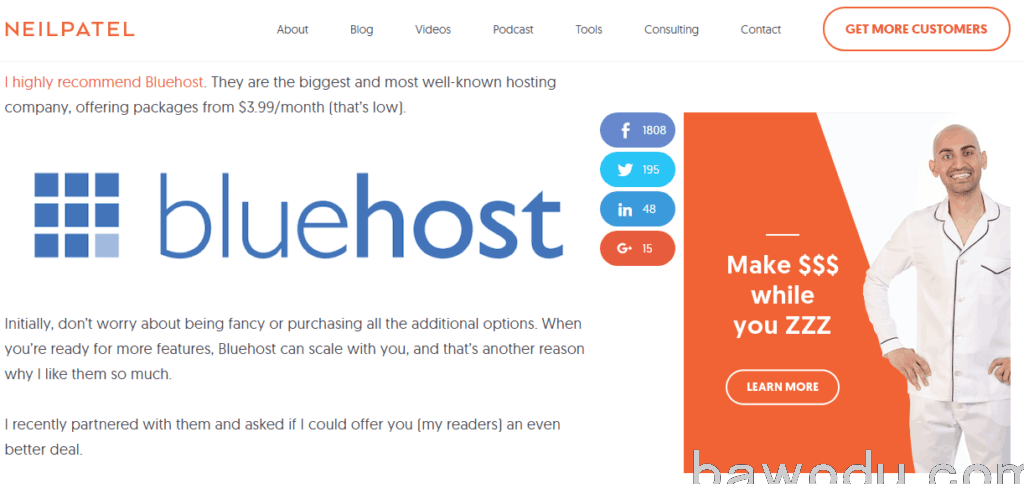 NEILPATEL
About Blog Videos Podcast Tools Consulting Contact GET MORE CUSTOMERS
I highly recommend Bluehost. They are the biggest and most well-known hosting
company, offering packages from $3.99/month (that's low).
bluehost
Initially, don't worry about being fancy or purchasing all the additional options. When
you're ready for more features, Bluehost can scale with you, and that's another reason
why I like them so much.
I recently partnered with them and asked if I could offer you (my readers) an even
better deal.
1808
195
48
15
Make $$$
while
you ZZZ
LEARN MORE
bawodu.com